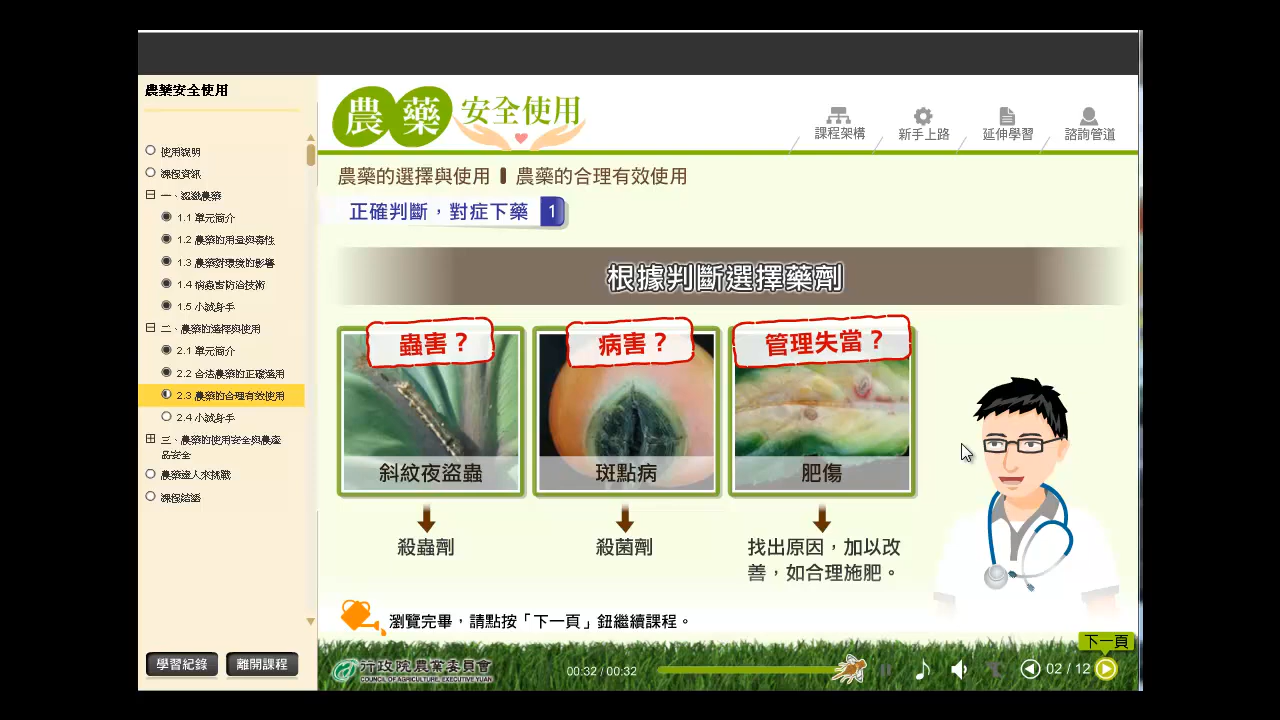 農藥安全使用
使用說明
課程資訊
一、認識農藥
1.1 單元簡介
1.2 農藥的用量與毒性
1.3 農藥對環境的影響
1.4 病蟲害防治技術
1.5 小試身手
二、農藥的選擇與使用
2.1 單元簡介
2.2 合法農藥的正確選用
2.3 農藥的合理有效使用
2.4 小試身手
三、農藥的使用安全與農產
品安全
農藥達人來挑戰
課程結語
學習紀錄
離開課程
農藥 安全使用
課程架構
新手上路
延伸學習
諮詢管道
農藥的選擇與使用 農藥的合理有效使用
正確判斷，對症下藥 1
根據判斷選擇藥劑
蟲害？
病害？
管理失當？
斜紋夜盜蟲
斑點病
肥傷
殺蟲劑
殺菌劑
找出原因，加以改
善，如合理施肥。
瀏覽完畢，請點按「下一頁」鈕繼續課程。
下一頁
行政院農業委員會
COUNCIL OF AGRICULTURE, EXECUTIVE YUAN
00:32 / 00:32
02 / 12